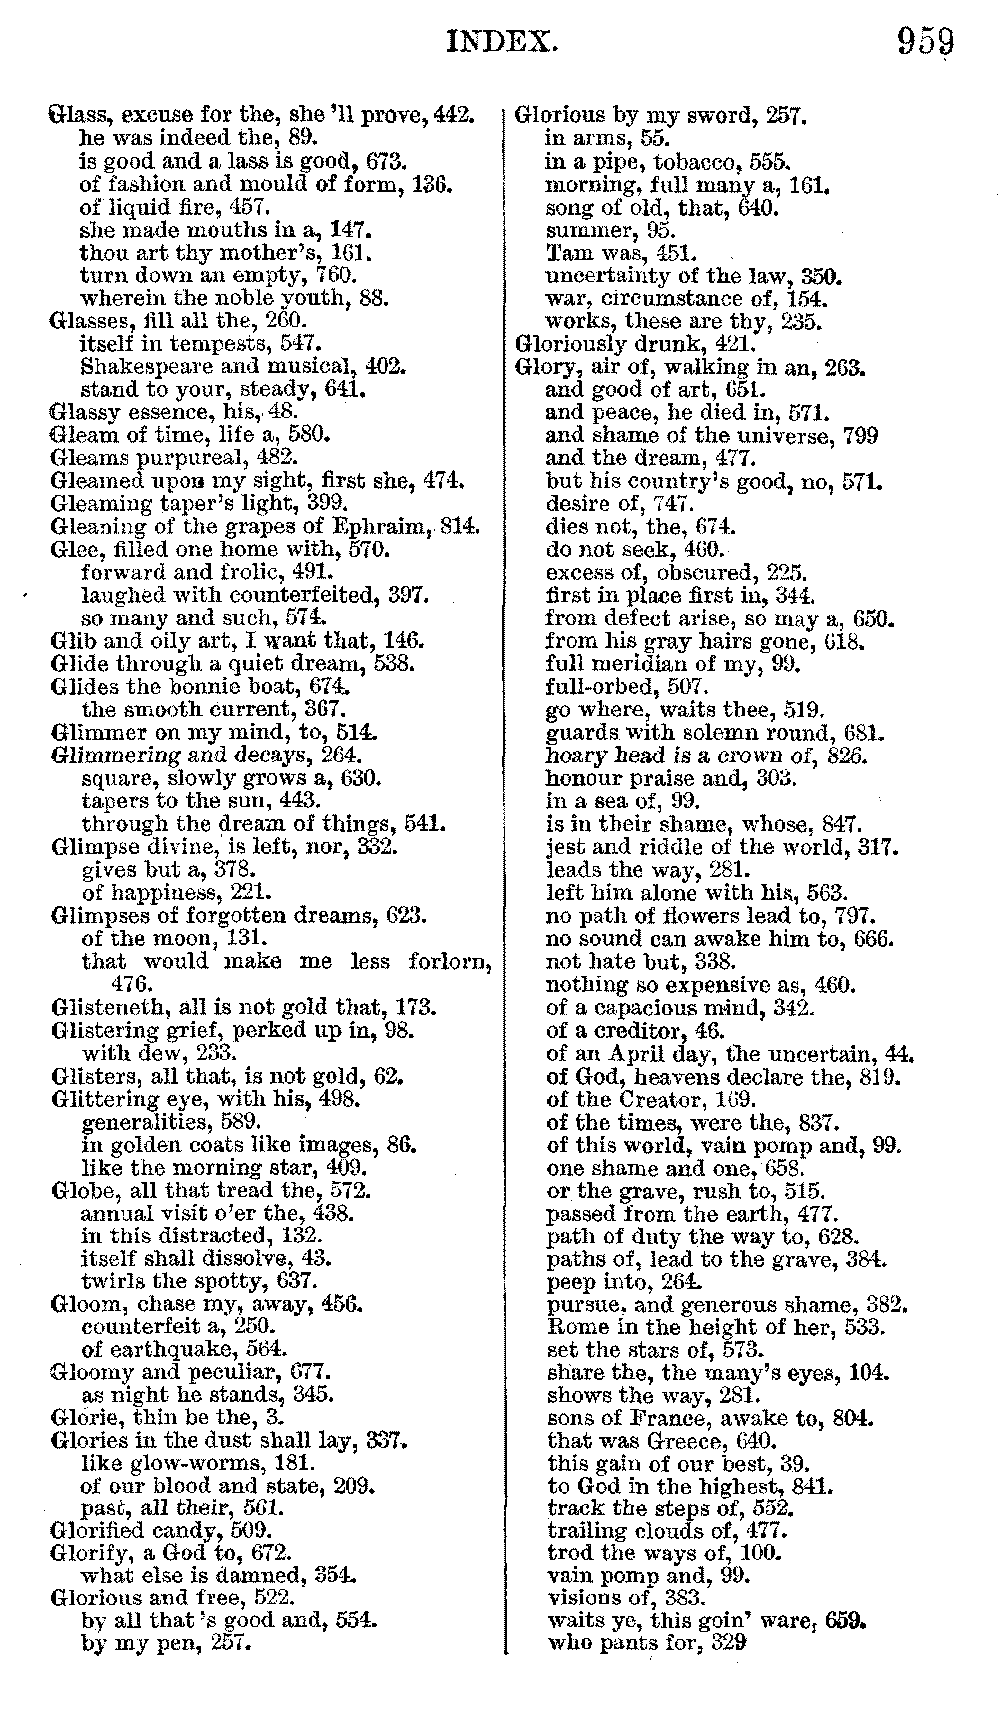 INDEX. 959
Glass, excuse for the, she 'll prove, 442.
he was indeed the, 89.
is good and a lass is good, 673.
of fashion and mould of form, 136.
of liquid fire, 457.
she made mouths in a, 147.
thou art thy mother's, 161.
turn down an empty, 760.
wherein the noble youth, 88.
Glasses, fill all the, 260.
itself in tempests, 547.
Shakespeare and musical, 402.
stand to your, steady, 641.
Glassy essence, his, 48.
Gleam of time, life a, 580.
Gleams purpureal, 482.
Gleamed upon my sight, first she, 474.
Gleaming taper's light, 399.
Gleaning of the grapes of Ephraim, 814.
Glee, filled one home with, 570.
forward and frolic, 491.
laughed with counterfeited, 397.
so many and such, 574.
Glib and oily art, I want that, 146.
Glide through a quiet dream, 538.
Glides the bonnie boat, 674.
the smooth current, 367.
Glimmer on my mind, to, 514.
Glimmering and decays, 264.
square, slowly grows a, 630.
tapers to the sun, 443.
through the dream of things, 541.
Glimpse divine, is left, nor, 332.
gives but a, 378.
of happiness, 221.
Glimpses of forgotten dreams, 623.
of the moon, 131.
that would make me less forlorn,
476.
Glisteneth, all is not gold that, 173.
Glistering grief, perked up in, 98.
with dew, 233.
Glisters, all that, is not gold, 62.
Glittering eye, with his, 498.
generalities, 589.
in golden coats like images, 86.
like the morning star, 409.
Globe, all that tread the, 572.
annual visit o'er the, 438.
in this distracted, 132.
itself shall dissolve, 43.
twirls the spotty, 637.
Gloom, chase my, away, 456.
counterfeit a, 250.
of earthquake, 564.
Gloomy and peculiar, 677.
as night he stands, 345.
Glorie, thin be the, 3.
Glories in the dust shall lay, 337.
like glow-worms, 181.
of our blood and state, 209.
past, all their, 561.
Glorified candy, 509.
Glorify, a God to, 672.
what else is damned, 354.
Glorious and free, 522.
by all that 's good and, 554.
by my pen, 257.
Glorious by my sword, 257.
in arms, 55.
in a pipe, tobacco, 555.
morning, full many a, 161.
song of old, that, 640.
summer, 95.
Tam was, 451.
uncertainty of the law, 350.
war, circumstance of, 154.
works, these are thy, 235.
Gloriously drunk, 421.
Glory, air of, walking in an, 263.
and good of art, 651.
and peace, he died in, 571.
and shame of the universe, 799
and the dream, 477.
but his country's good, no, 571.
desire of, 747.
dies not, the, 674.
do not seek, 460.
excess of, obscured, 225.
first in place first in, 344.
from defect arise, so may a, 650.
from his gray hairs gone, 618.
full meridian of my, 99.
full-orbed, 507.
go where, waits thee, 519.
guards with solemn round, 681.
hoary head is a crown of, 826.
honour praise and, 303.
in a sea of, 99.
is in their shame, whose, 847.
jest and riddle of the world, 317.
leads the way, 281.
left him alone with his, 563.
no path of flowers lead to, 797.
no sound can awake him to, 666.
not hate but, 338.
nothing so expensive as, 460.
of a capacious mind, 342.
of a creditor, 46.
of an April day, the uncertain, 44.
of God, heavens declare the, 819.
of the Creator, 169.
of the times, were the, 837.
of this world, vain pomp and, 99.
one shame and one, 658.
or the grave, rush to, 515.
passed from the earth, 477.
path of duty the way to, 628.
paths of, lead to the grave, 384.
peep into, 264.
pursue, and generous shame, 382.
Rome in the height of her, 533.
set the stars of, 573.
share the, the many's eyes, 104.
shows the way, 281.
sons of France, awake to, 804.
that was Greece, 640.
this gain of our best, 39.
to God in the highest, 841.
track the steps of, 552.
trailing clouds of, 477.
trod the ways of, 100.
vain pomp and, 99.
visions of, 383.
waits ye, this goin' ware, 659.
who pants for, 329